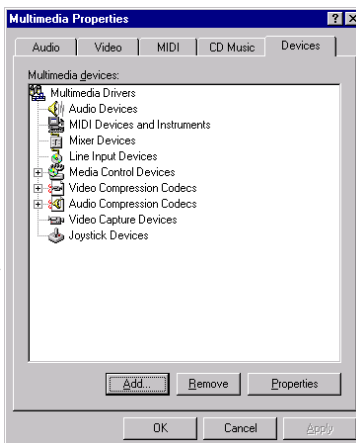 Multimedia Properties
Audio Video MIDI CD Music Devices
Multimedia devices:
Multimedia Drivers
Audio Devices
MIDI Devices and Instruments
Mixer Devices
Line Input Devices
Media Control Devices
Video Compression Codecs
Audio Compression Codecs
Video Capture Devices
Joystick Devices
Add... Remove Properties
OK Cancel Apply